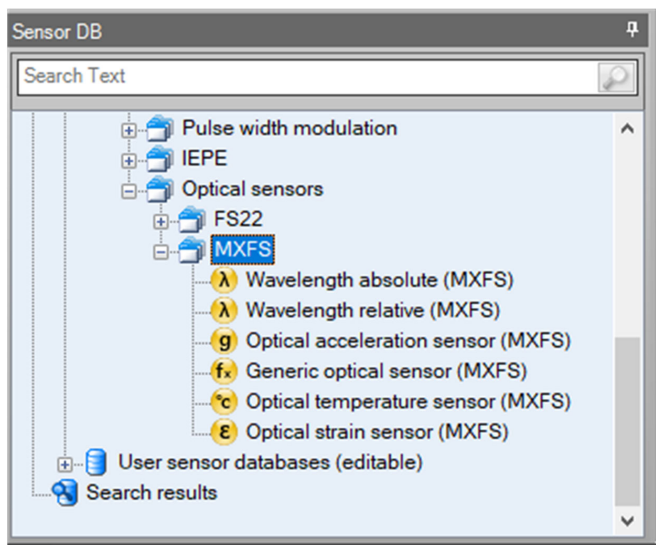 Sensor DB
Search Text
Pulse width modulation
IEPE
Optical sensors
FS22
MXFS
λ Wavelength absolute (MXFS)
λ Wavelength relative (MXFS)
g Optical acceleration sensor (MXFS)
fx Generic optical sensor (MXFS)
°C Optical temperature sensor (MXFS)
ε Optical strain sensor (MXFS)
User sensor databases (editable)
Search results